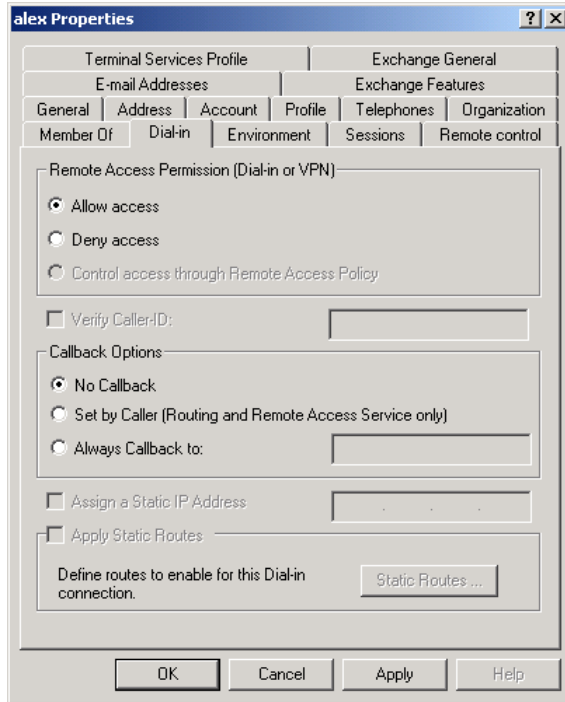 alex Properties
Terminal Services Profile Exchange General
E-mail Addresses Exchange Features
General Address Account Profile Telephones Organization
Member Of Dial-in Environment Sessions Remote control
Remote Access Permission (Dial-in or VPN)
Allow access
Deny access
Control access through Remote Access Policy
Verify Caller-ID:
Callback Options
No Callback
Set by Caller (Routing and Remote Access Service only)
Always Callback to:
Assign a Static IP Address . . .
Apply Static Routes
Define routes to enable for this Dial-in
connection.
Static Routes ...
OK Cancel Apply Help